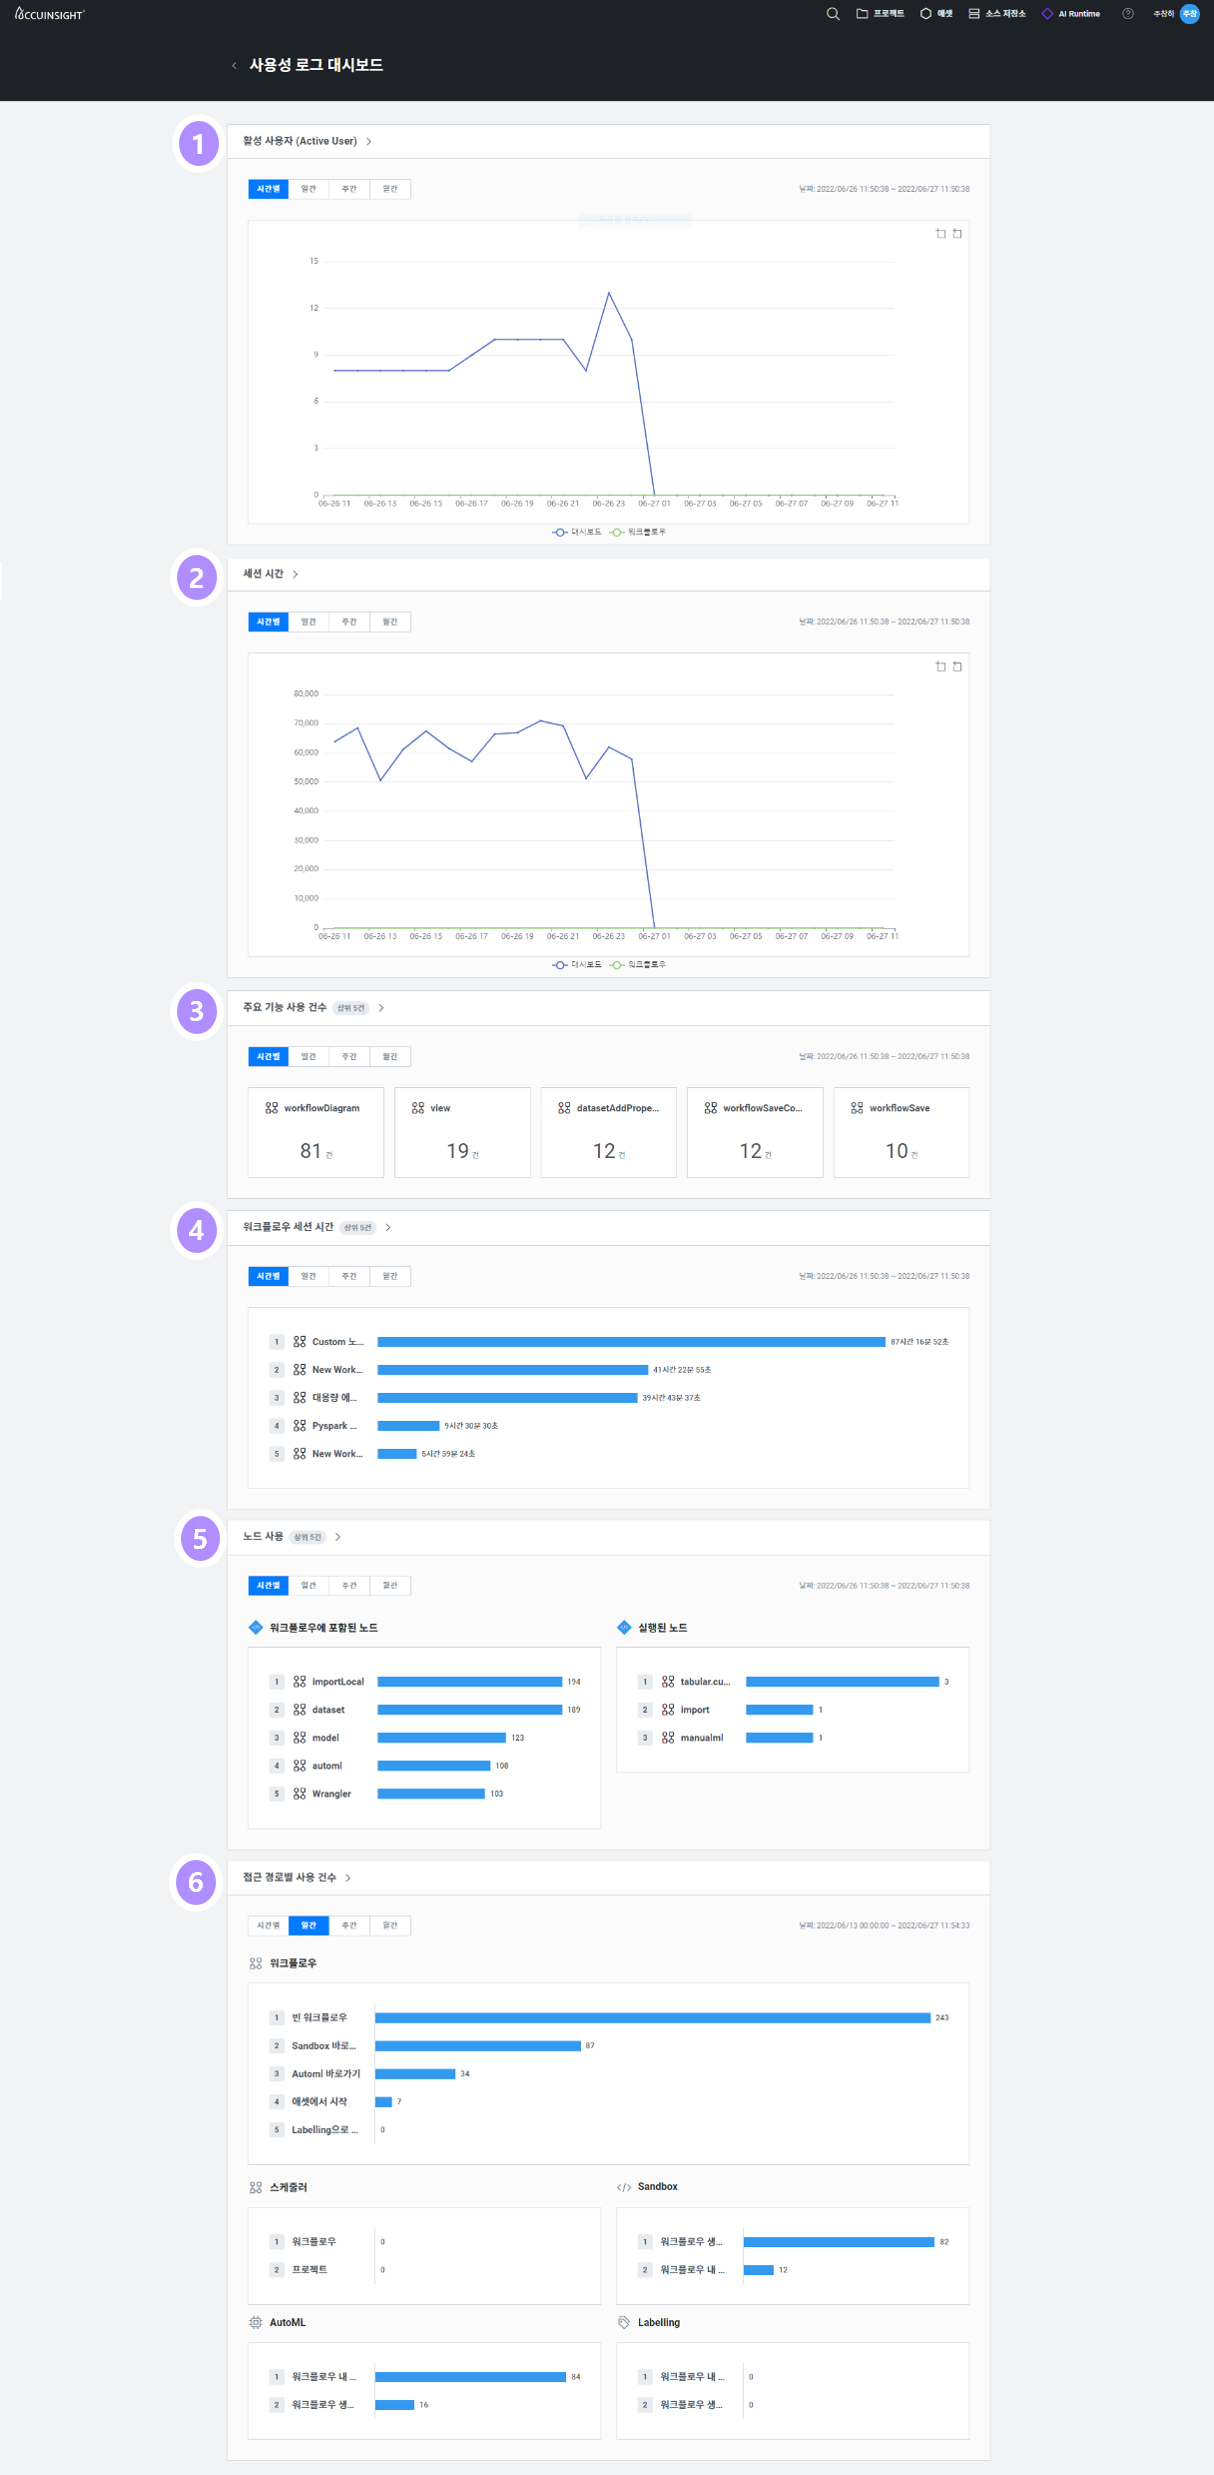 ACCUINSIGHT+
프로젝트 애셋 소스 저장소 AI Runtime 주찬하 주찬
사용성 로그 대시보드
1
활성 사용자 (Active User)
시간별 일간 주간 월간
날짜: 2022/06/26 11:50:38 ~ 2022/06/27 11:50:38
15
12
9
6
3
0
06-26 11 06-26 13 06-26 15 06-26 17 06-26 19 06-26 21 06-26 23 06-27 01 06-27 03 06-27 05 06-27 07 06-27 09 06-27 11
대시보드 워크플로우
2
세션 시간
시간별 일간 주간 월간
날짜: 2022/06/26 11:50:38 ~ 2022/06/27 11:50:38
80,000
70,000
60,000
50,000
40,000
30,000
20,000
10,000
0
06-26 11 06-26 13 06-26 15 06-26 17 06-26 19 06-26 21 06-26 23 06-27 01 06-27 03 06-27 05 06-27 07 06-27 09 06-27 11
대시보드 워크플로우
3
주요 기능 사용 건수 상위 5건
시간별 일간 주간 월간
날짜: 2022/06/26 11:50:38 ~ 2022/06/27 11:50:38
workflowDiagram view datasetAddPrope... workflowSaveCo... workflowSave
81 건 19 건 12 건 12 건 10 건
4
워크플로우 세션 시간 상위 5건
시간별 일간 주간 월간
날짜: 2022/06/26 11:50:38 ~ 2022/06/27 11:50:38
1 Custom 노... 87시간 16분 52초
2 New Work... 41시간 22분 55초
3 대용량 에... 39시간 43분 37초
4 Pyspark ... 9시간 30분 30초
5 New Work... 5시간 59분 24초
5
노드 사용 상위 5건
시간별 일간 주간 월간
날짜: 2022/06/26 11:50:38 ~ 2022/06/27 11:50:38
워크플로우에 포함된 노드
1 importLocal 194
2 dataset 189
3 model 123
4 automl 108
5 Wrangler 103
실행된 노드
1 tabular.cu... 3
2 import 1
3 manualml 1
6
접근 경로별 사용 건수
시간별 일간 주간 월간
날짜: 2022/06/13 00:00:00 ~ 2022/06/27 11:54:33
워크플로우
1 빈 워크플로우 243
2 Sandbox 바로... 87
3 Automl 바로가기 34
4 애셋에서 시작 7
5 Labelling으로 ... 0
스케줄러
1 워크플로우 0
2 프로젝트 0
Sandbox
1 워크플로우 생... 82
2 워크플로우 내 ... 12
AutoML
1 워크플로우 내 ... 84
2 워크플로우 생... 16
Labelling
1 워크플로우 내 ... 0
2 워크플로우 생... 0